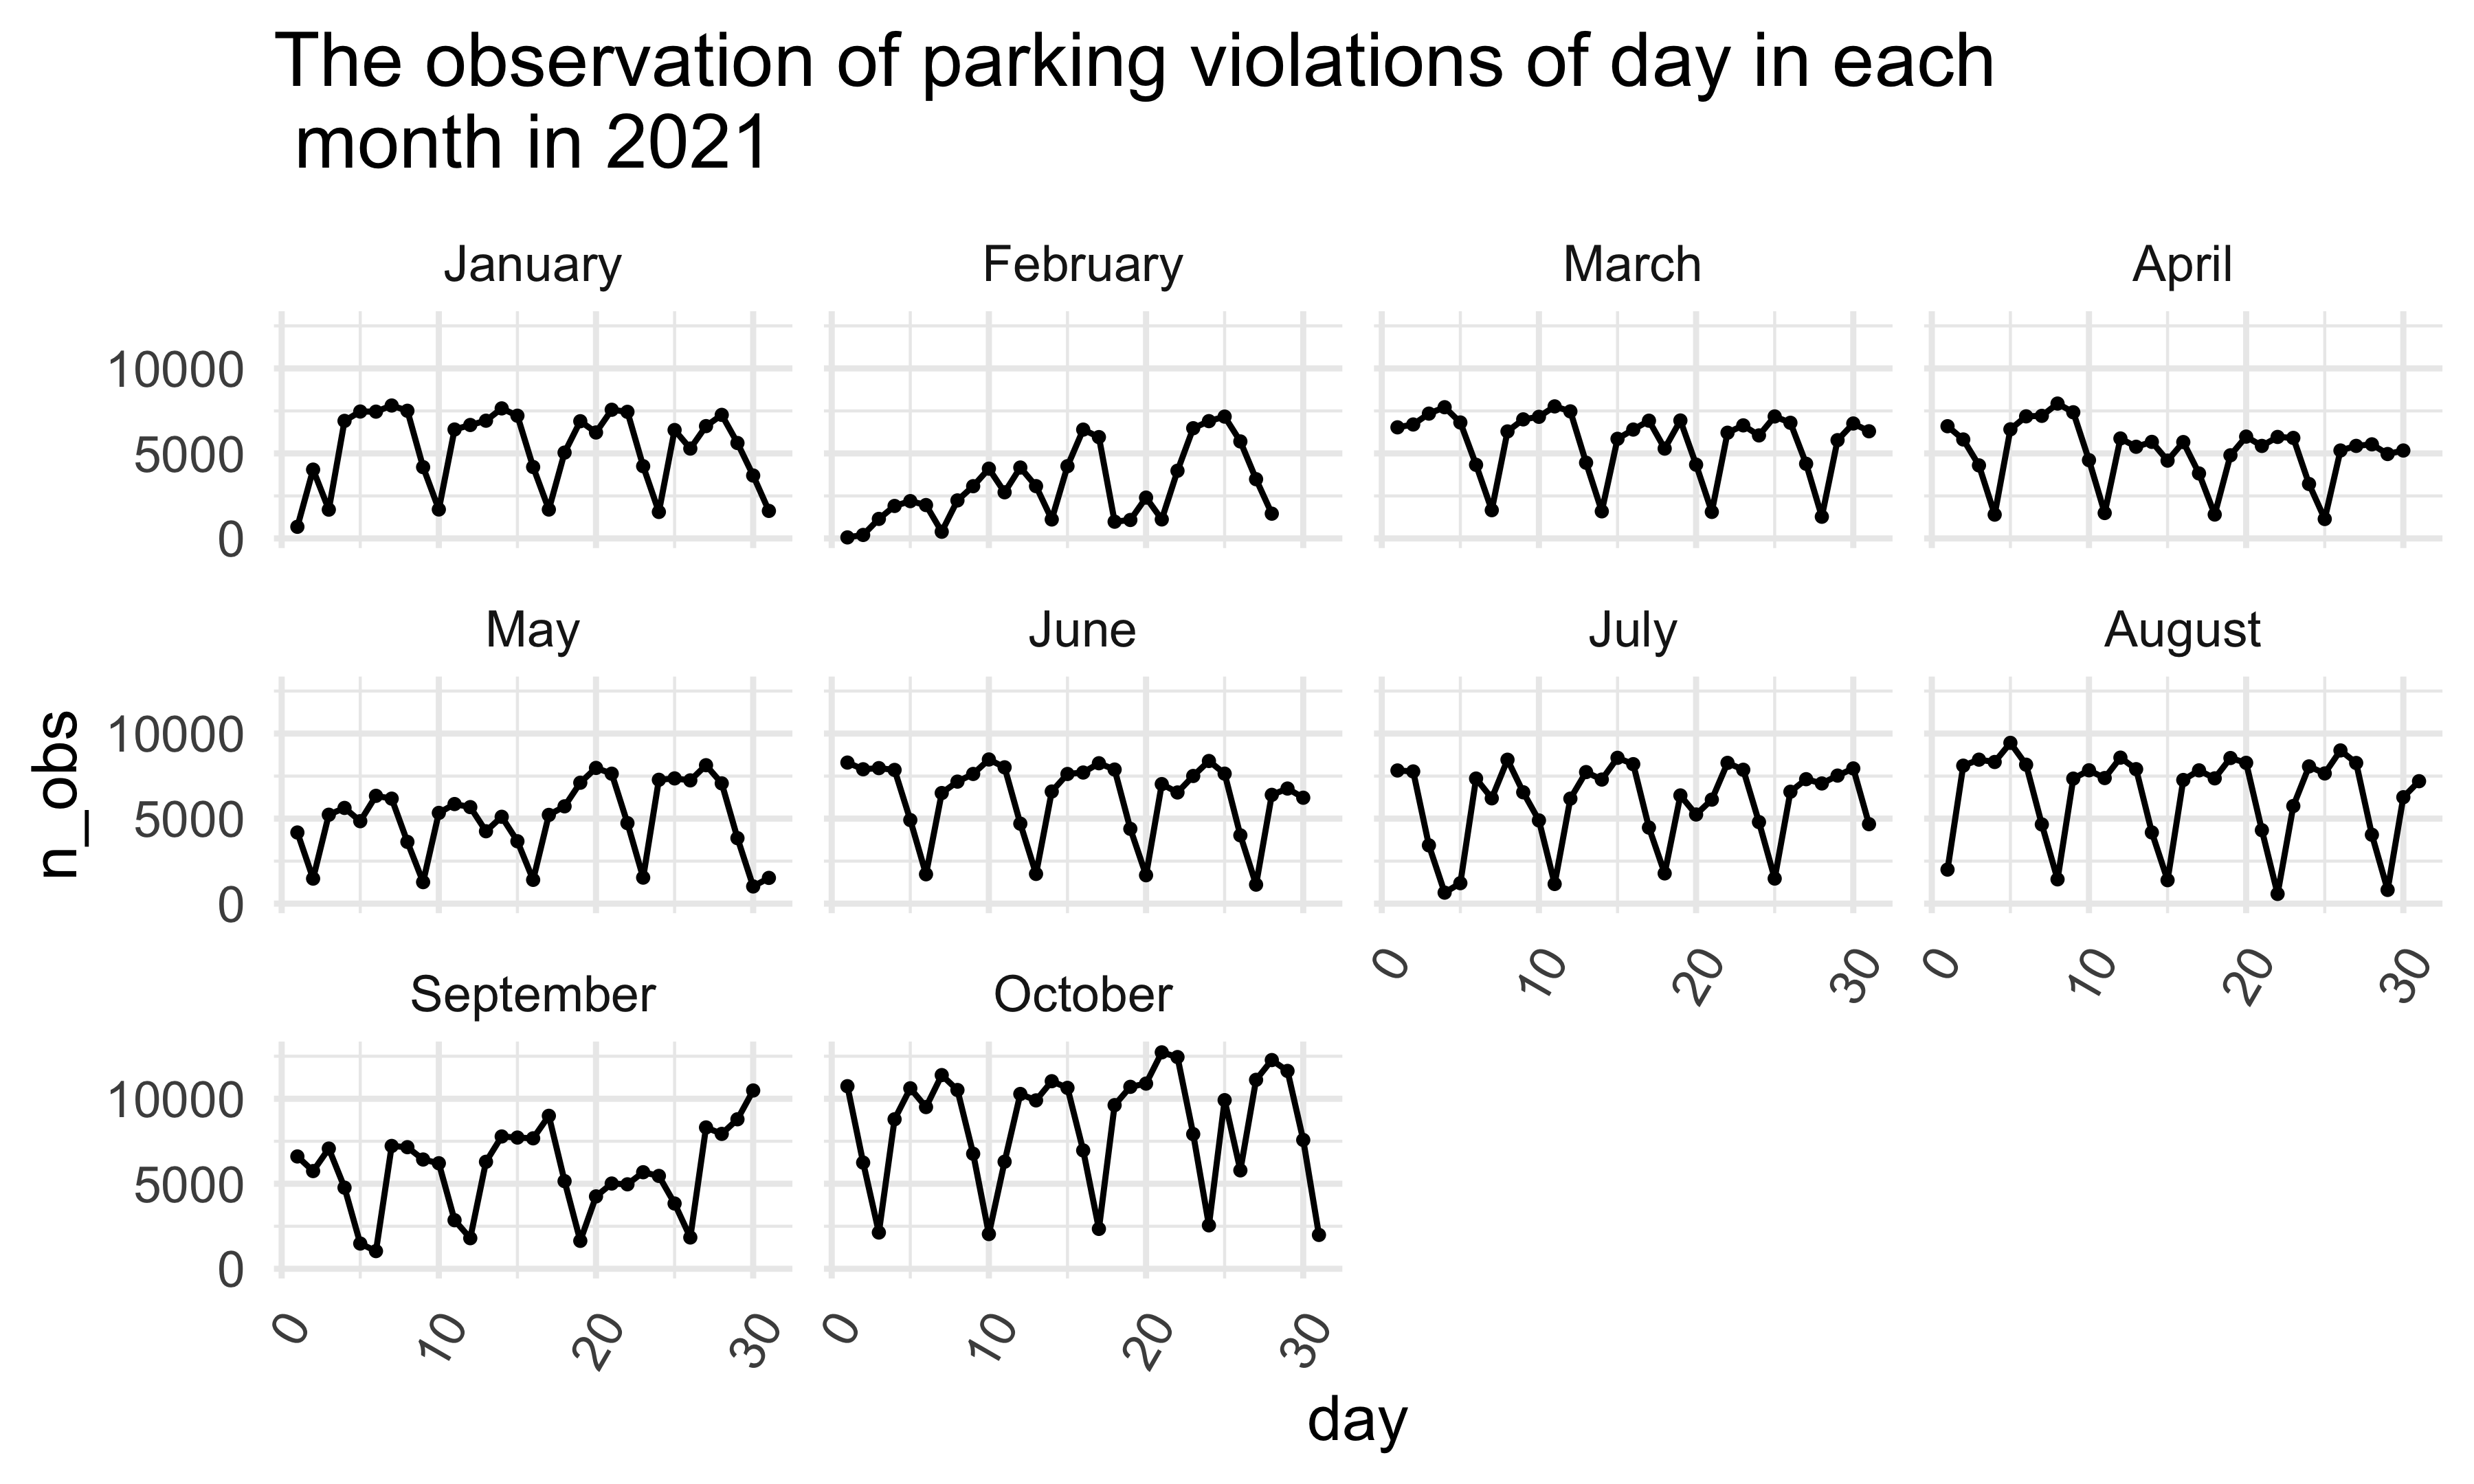 The observation of parking violations of day in each
month in 2021
January
February
March
April
10000
5000
0
May
June
July
August
n_obs
10000
5000
0
0
10
20
30
0
10
20
30
September
October
10000
5000
0
0
10
20
30
0
10
20
30
day